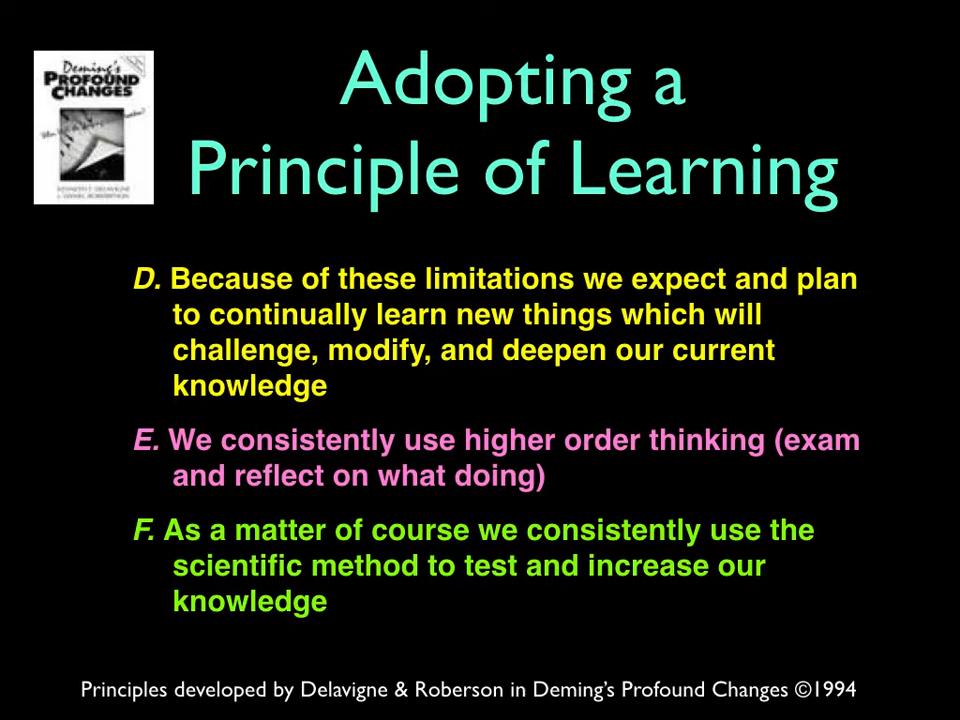 Deming's
PROFOUND
CHANGES
Adopting a
Principle of Learning
D. Because of these limitations we expect and plan
to continually learn new things which will
challenge, modify, and deepen our current
knowledge
E. We consistently use higher order thinking (exam
and reflect on what doing)
F. As a matter of course we consistently use the
scientific method to test and increase our
knowledge
Principles developed by Delavigne & Roberson in Deming's Profound Changes ©1994